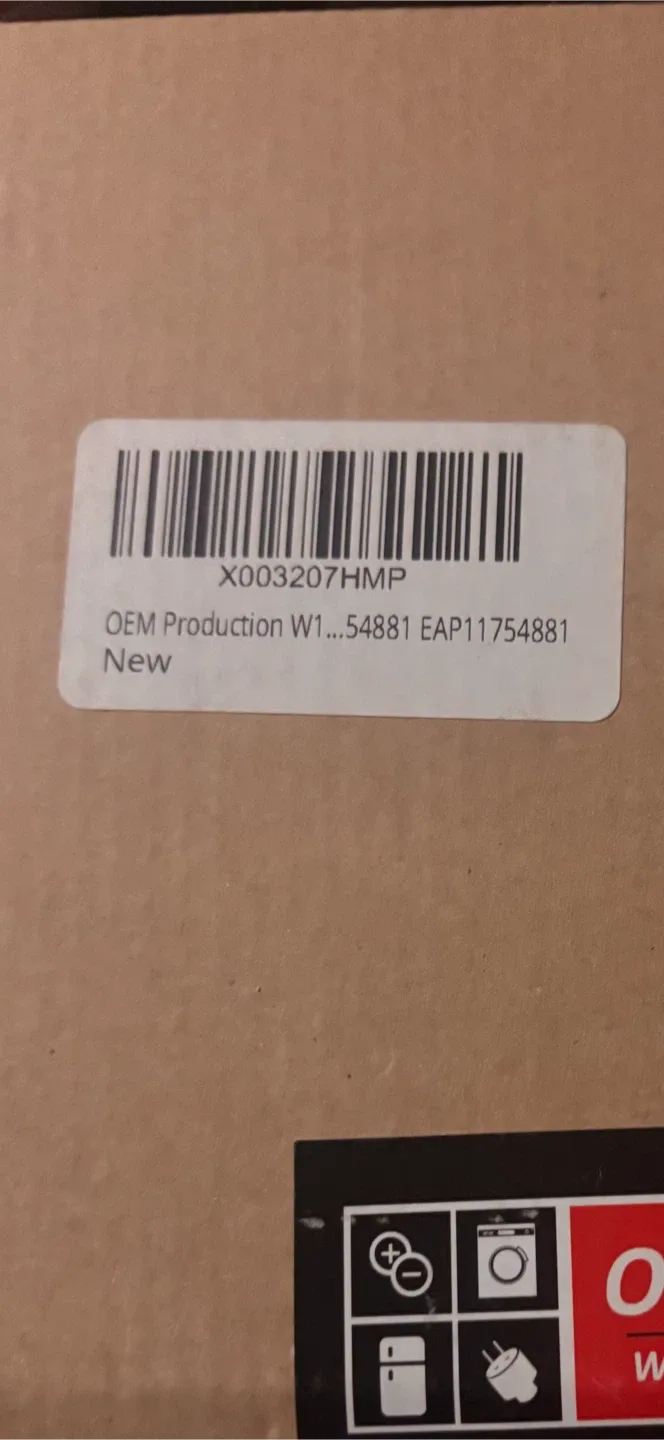 X003207HMP
OEM Production W1...54881 EAP11754881
New
O
W